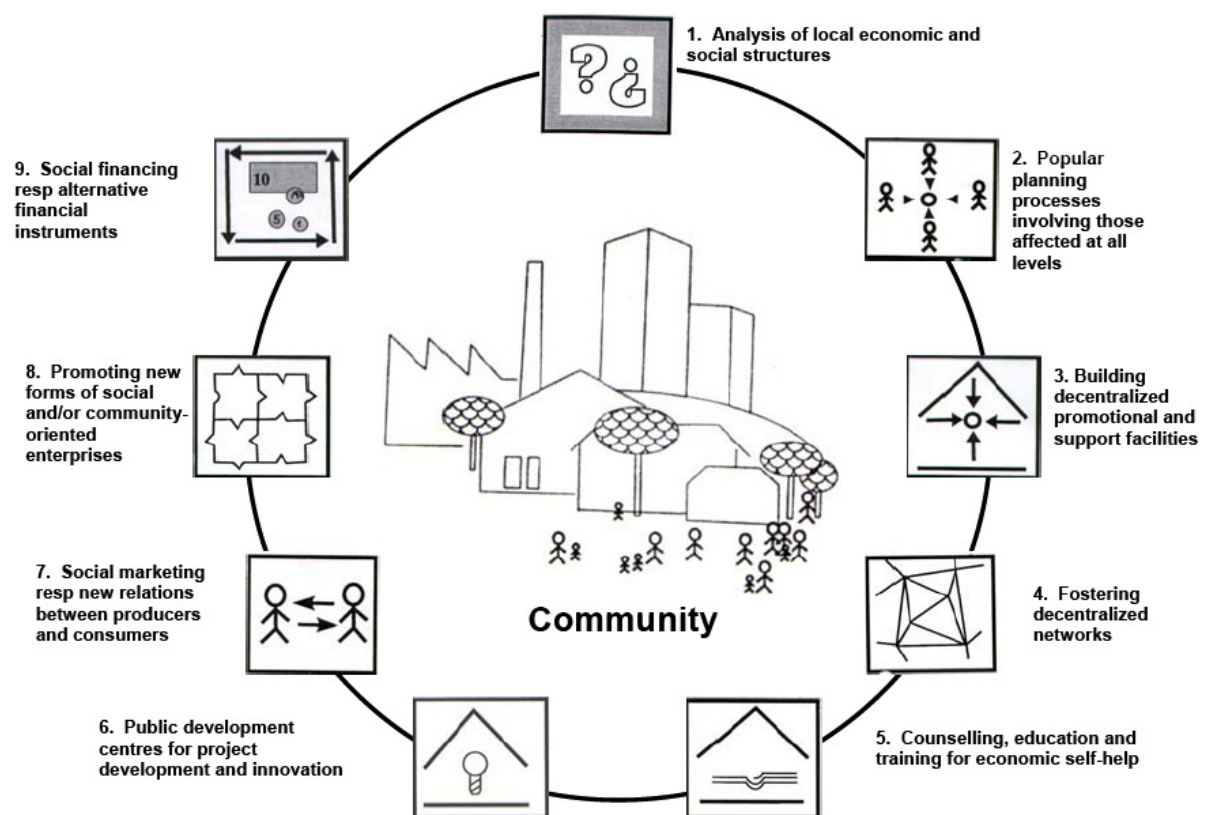 1. Analysis of local economic and
social structures
? ¿
2. Popular
planning
processes
involving those
affected at all
levels
3. Building
decentralized
promotional and
support facilities
4. Fostering
decentralized
networks
5. Counselling, education and
training for economic self-help
6. Public development
centres for project
development and innovation
7. Social marketing
resp new relations
between producers
and consumers
8. Promoting new
forms of social
and/or community-
oriented
enterprises
9. Social financing
resp alternative
financial
instruments
10
5
Community